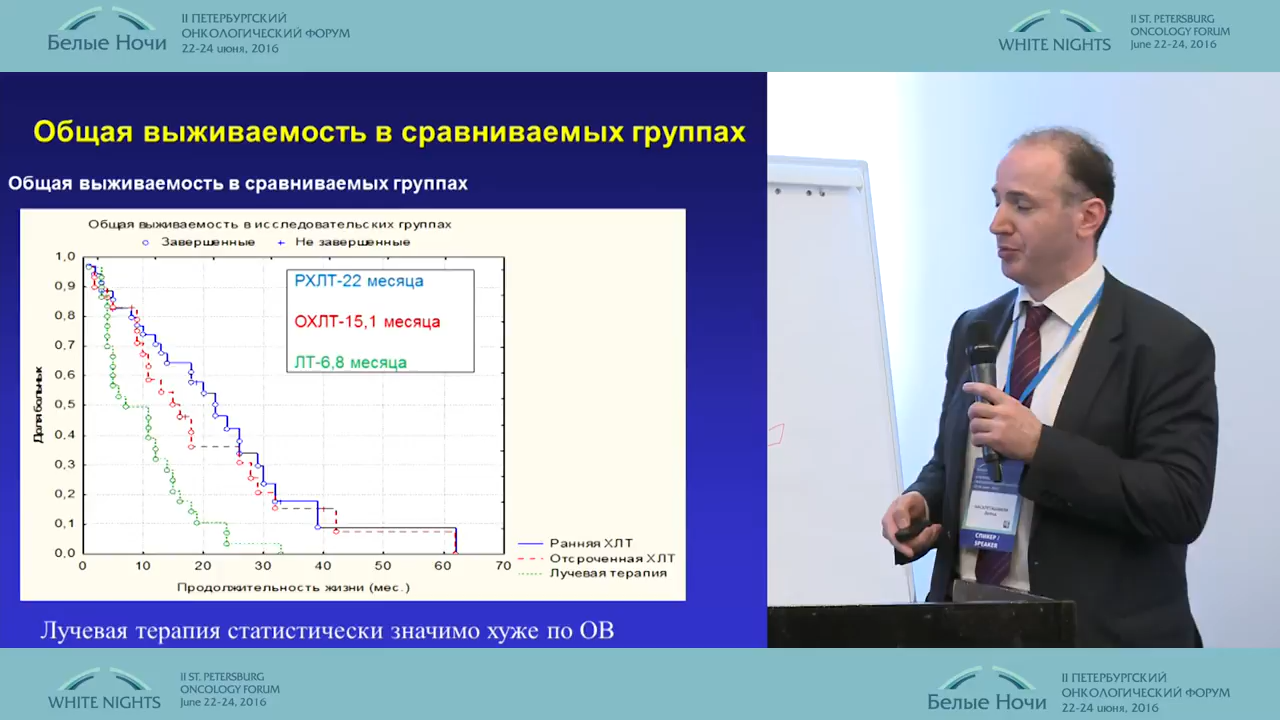 Белые Ночи
II ПЕТЕРБУРГСКИЙ
ОНКОЛОГИЧЕСКИЙ ФОРУМ
22-24 июня, 2016
WHITE NIGHTS
II ST. PETERSBURG
ONCOLOGY FORUM
June 22-24, 2016
Общая выживаемость в сравниваемых группах
Общая выживаемость в сравниваемых группах
Общая выживаемость в исследовательских группах
Завершенные
Не завершенные
РХЛТ-22 месяца
ОХЛТ-15,1 месяца
ЛТ-6,8 месяца
Доля больных
1,0
0,9
0,8
0,7
0,6
0,5
0,4
0,3
0,2
0,1
0,0
0 10 20 30 40 50 60 70
Продолжительность жизни (мес.)
Ранняя ХЛТ
Отсроченная ХЛТ
Лучевая терапия
Лучевая терапия статистически значимо хуже по ОВ
СПИКЕР /
SPEAKER
WHITE NIGHTS
II ST. PETERSBURG
ONCOLOGY FORUM
June 22-24, 2016
Белые Ночи
II ПЕТЕРБУРГСКИЙ
ОНКОЛОГИЧЕСКИЙ ФОРУМ
22-24 июня, 2016